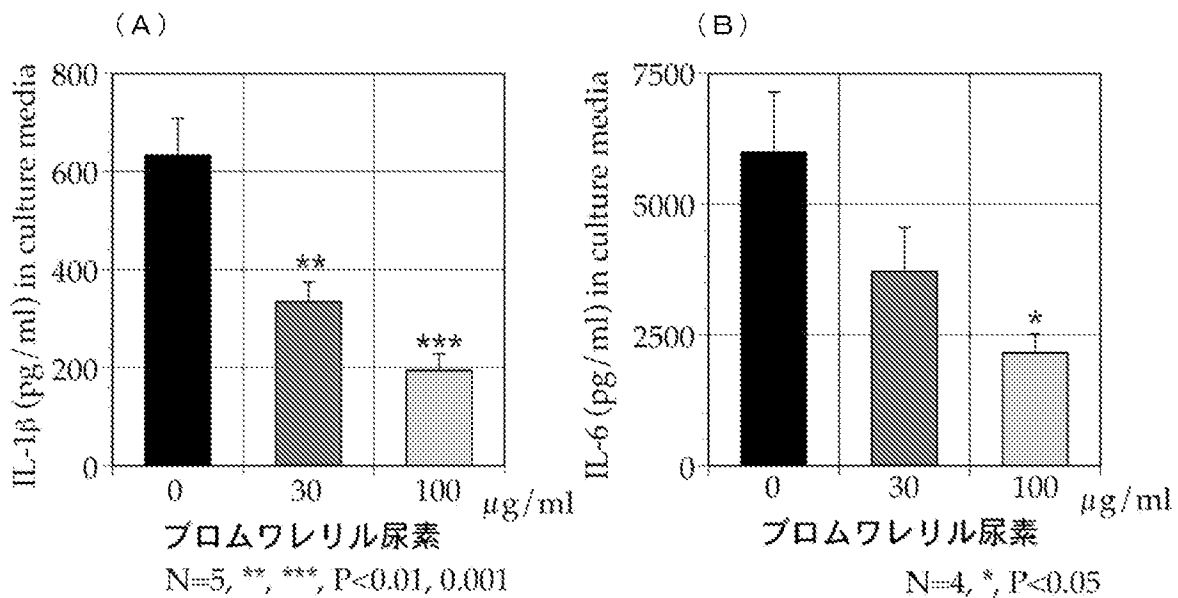 (A)
IL-1β (pg/ml) in culture media
800
600
400
200
0
**
***
0 30 100 μg/ml
ブロムワレリル尿素
N=5, **, ***, P<0.01, 0.001
(B)
IL-6 (pg/ml) in culture media
7500
5000
2500
0
*
0 30 100 μg/ml
ブロムワレリル尿素
N=4, *, P<0.05